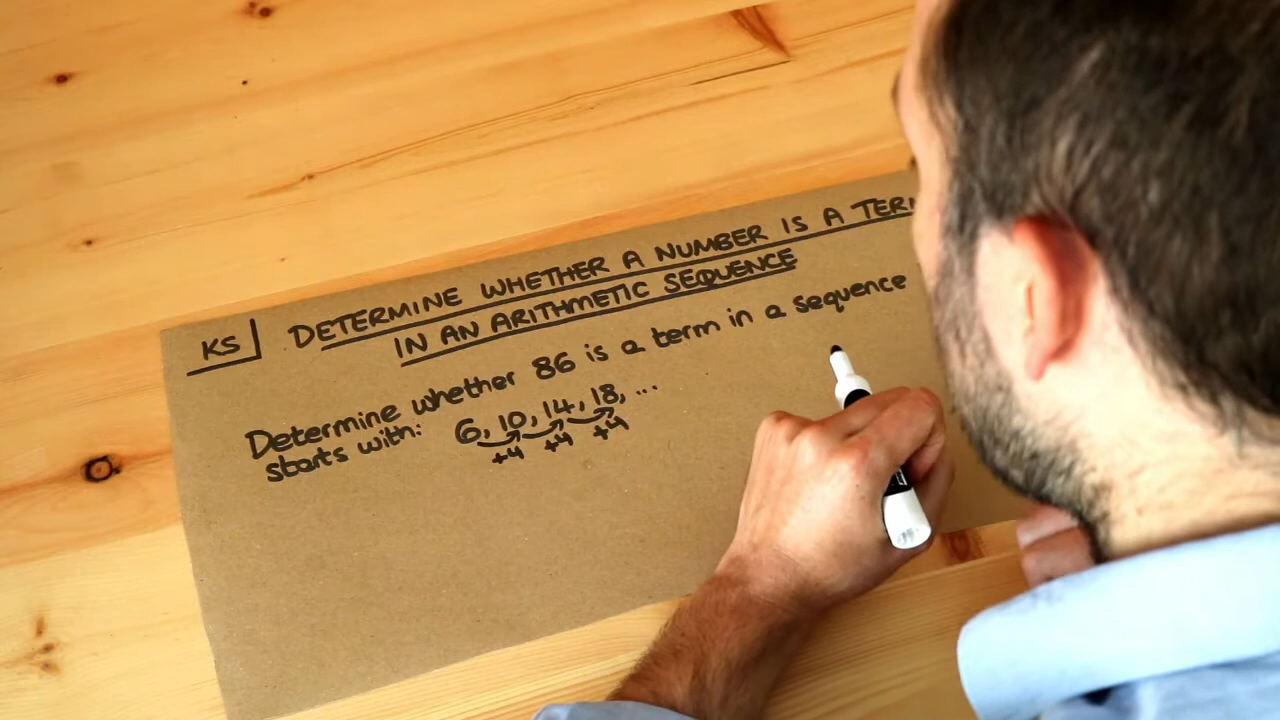 KS
DETERMINE WHETHER A NUMBER IS A
IN AN ARITHMETIC SEQUENCE
Determine whether 86 is a term in a sequence
starts with: 6, 10, 14, 18, ...
+4 +4 +4